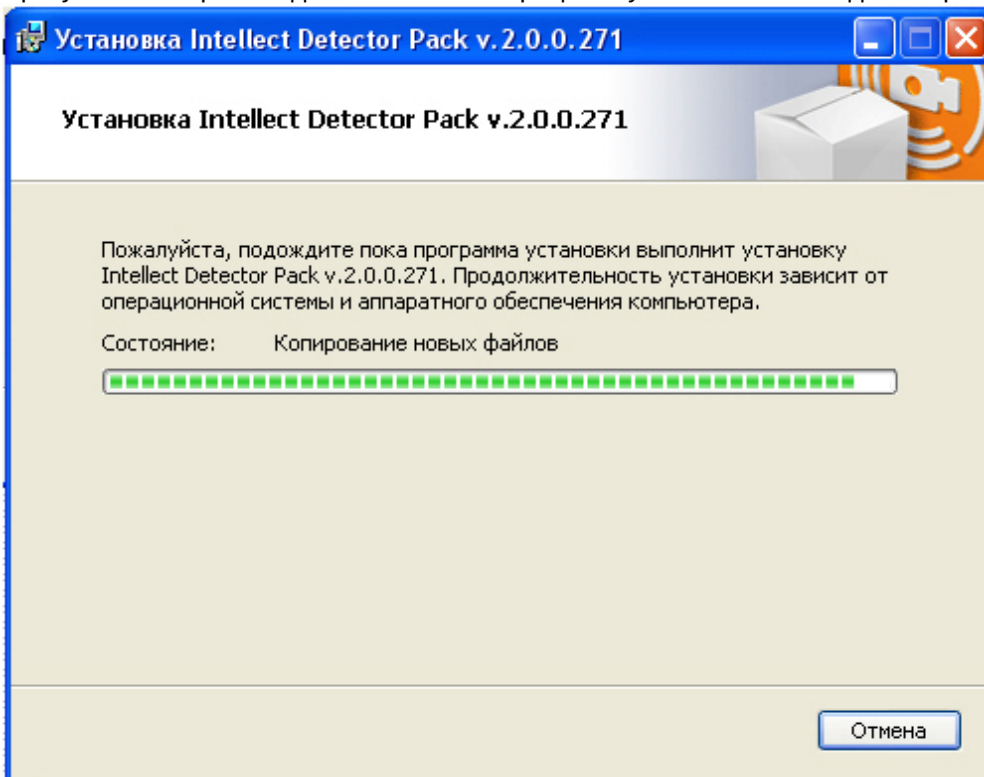 Установка Intellect Detector Pack v.2.0.0.271
Установка Intellect Detector Pack v.2.0.0.271
Пожалуйста, подождите пока программа установки выполнит установку
Intellect Detector Pack v.2.0.0.271. Продолжительность установки зависит от
операционной системы и аппаратного обеспечения компьютера.
Состояние: Копирование новых файлов
Отмена